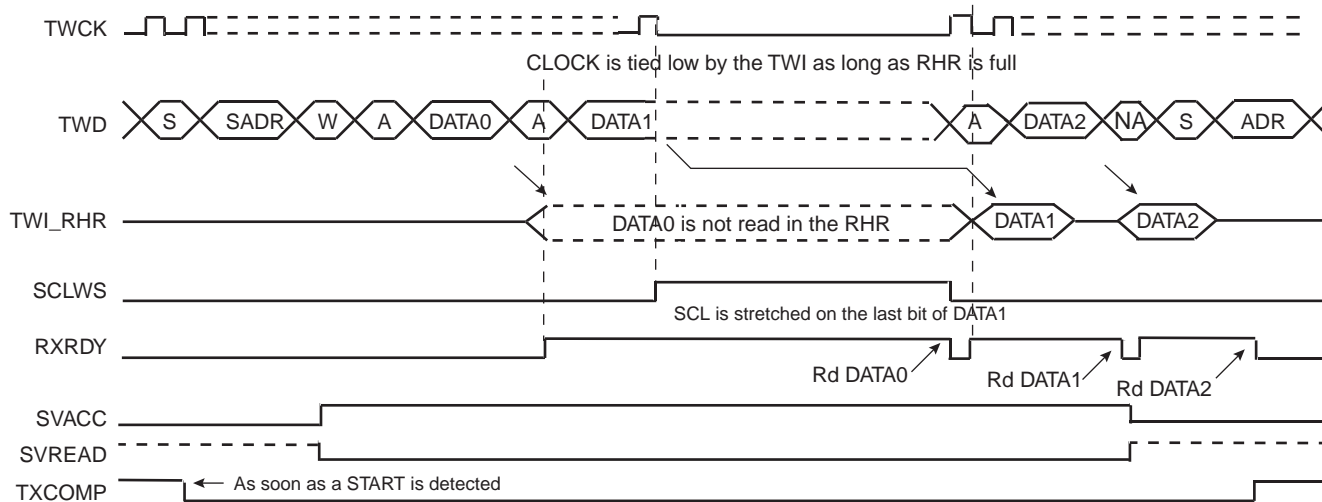 TWCK
CLOCK is tied low by the TWI as long as RHR is full
TWD S SADR W A DATA0 A DATA1 A DATA2 NA S ADR
TWI_RHR DATA0 is not read in the RHR DATA1 DATA2
SCLWS
SCL is stretched on the last bit of DATA1
RXRDY
Rd DATA0 Rd DATA1 Rd DATA2
SVACC
SVREAD
TXCOMP As soon as a START is detected